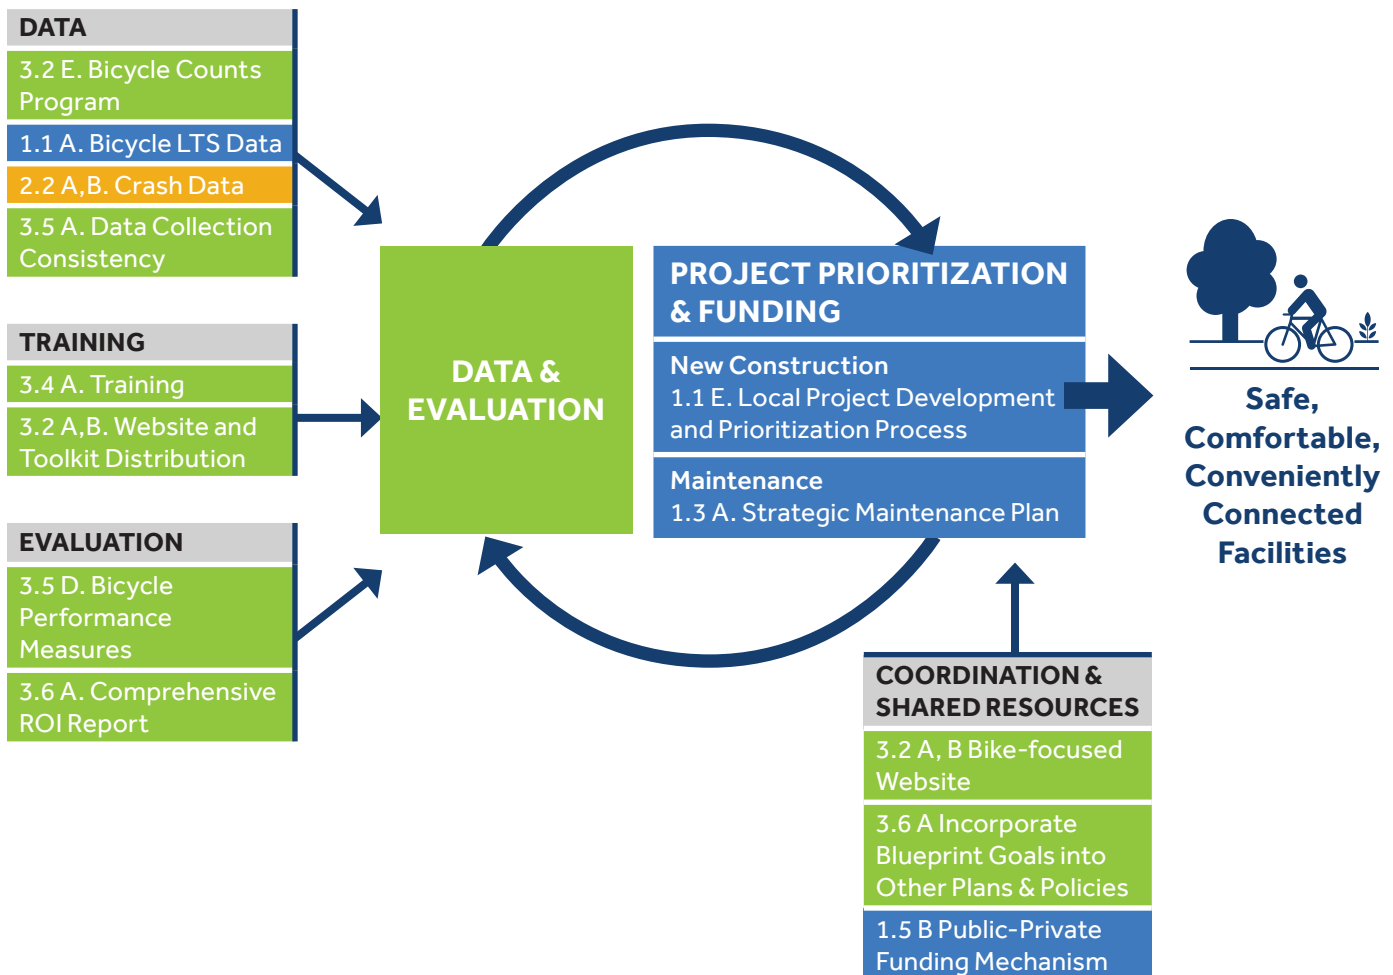 DATA
3.2 E. Bicycle Counts
Program
1.1 A. Bicycle LTS Data
2.2 A,B. Crash Data
3.5 A. Data Collection
Consistency
TRAINING
3.4 A. Training
3.2 A,B. Website and
Toolkit Distribution
EVALUATION
3.5 D. Bicycle
Performance
Measures
3.6 A. Comprehensive
ROI Report
DATA &
EVALUATION
PROJECT PRIORITIZATION
& FUNDING
New Construction
1.1 E. Local Project Development
and Prioritization Process
Maintenance
1.3 A. Strategic Maintenance Plan
Safe,
Comfortable,
Conveniently
Connected
Facilities
COORDINATION &
SHARED RESOURCES
3.2 A, B Bike-focused
Website
3.6 A Incorporate
Blueprint Goals into
Other Plans & Policies
1.5 B Public-Private
Funding Mechanism